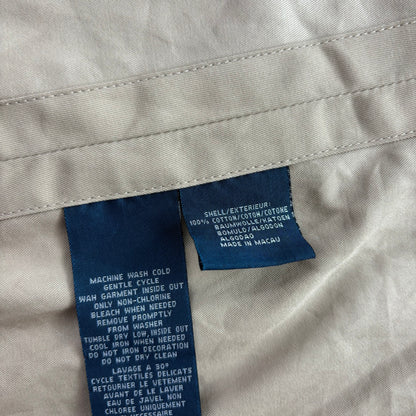 MACHINE WASH COLD
GENTLE CYCLE
WAH GARMENT INSIDE OUT
ONLY NON-CHLORINE
BLEACH WHEN NEEDED
REMOVE PROMPTLY
FROM WASHER
TUMBLE DRY LOW, INSIDE OUT
COOL IRON WHEN NEEDED
DO NOT IRON DECORATION
DO NOT DRY CLEAN
LAVAGE A 30°
CYCLE TEXTILES DELICATS
RETOURNER LE VETEMENT
AVANT DE LE LAVER
EAU DE JAVEL NON
CHLOREE UNIQUEMENT
NECESSAIRE
SHELL/EXTERIEUR:
100% COTTON/COTON/COTONE
BAUMWOLLE/KATOEN
BOMULD/ALGODON
ALGODAO
MADE IN MACAU